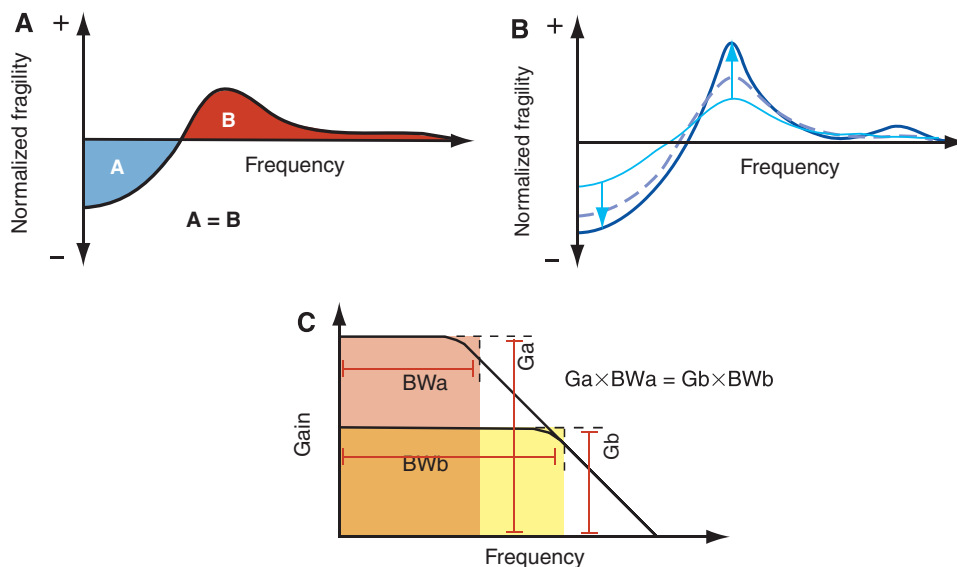 A
+
Normalized fragility
A
B
Frequency
A = B
–
B
+
Normalized fragility
Frequency
–
C
Gain
BWa
Ga
Ga×BWa = Gb×BWb
BWb
Gb
Frequency